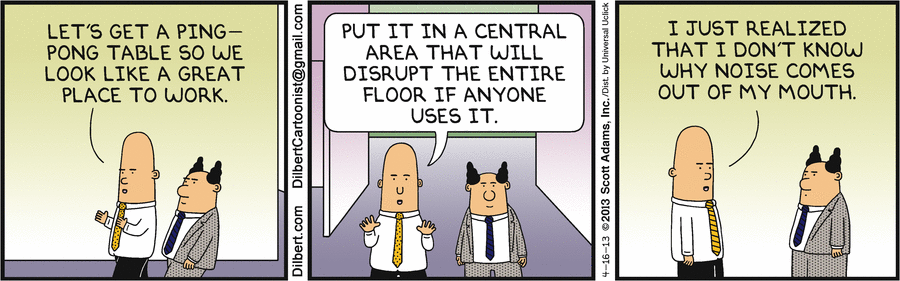 LET'S GET A PING-
PONG TABLE SO WE
LOOK LIKE A GREAT
PLACE TO WORK.
Dilbert.com DilbertCartoonist@gmail.com
PUT IT IN A CENTRAL
AREA THAT WILL
DISRUPT THE ENTIRE
FLOOR IF ANYONE
USES IT.
4-16-13 © 2013 Scott Adams, Inc. /Dist. by Universal Uclick
I JUST REALIZED
THAT I DON'T KNOW
WHY NOISE COMES
OUT OF MY MOUTH.